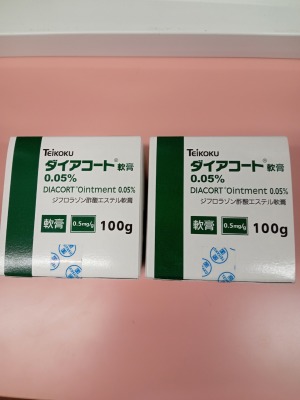 TEIKOKU
ダイアコート®軟膏
0.05%
DIACORT® Ointment 0.05%
ジフロラゾン酢酸エステル軟膏
軟膏 0.5mg/g 100g
TEIKOKU
ダイアコート®軟膏
0.05%
DIACORT® Ointment 0.05%
ジフロラゾン酢酸エステル軟膏
軟膏 0.5mg/g 100g